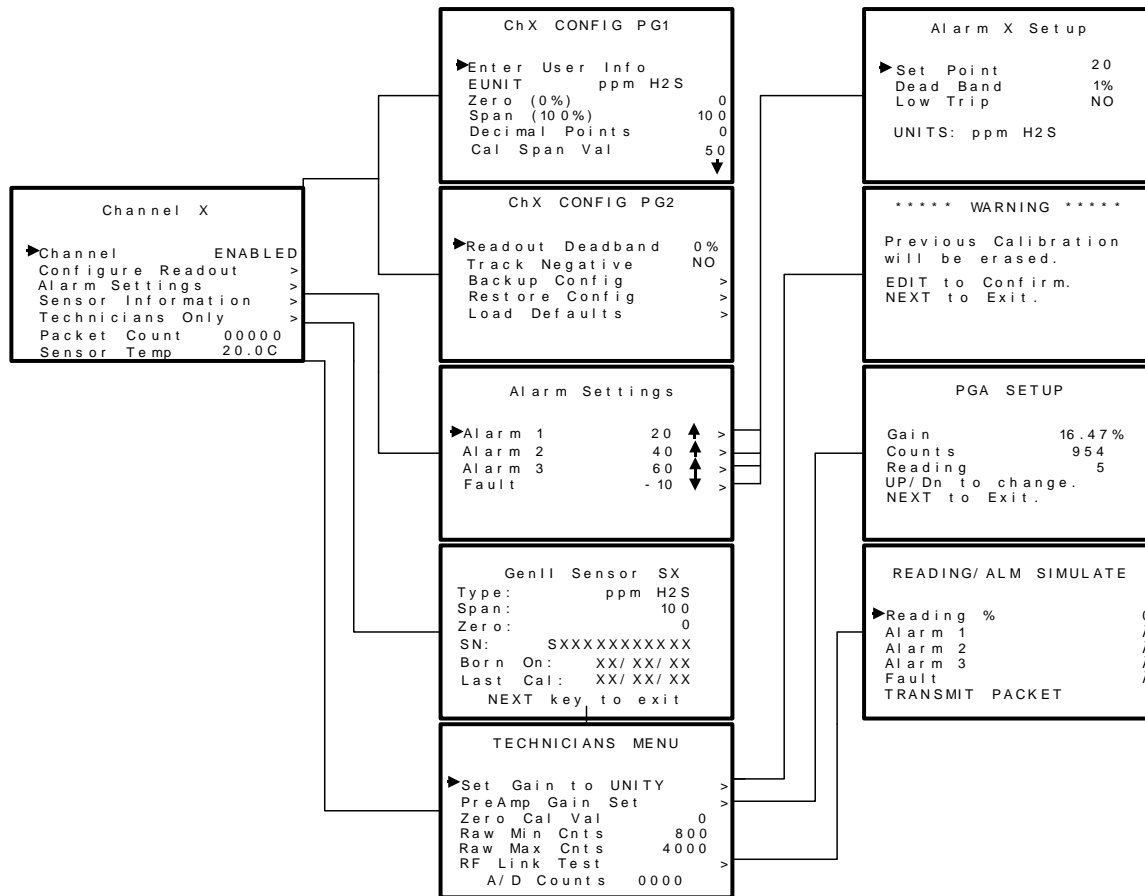 Channel X
Channel ENABLED
Configure Readout >
Alarm Settings >
Sensor Information >
Technicians Only >
Packet Count 00000
Sensor Temp 20.0C
ChX CONFIG PG1
Enter User Info
EUNIT ppm H2S
Zero (0%) 0
Span (100%) 100
Decimal Points 0
Cal Span Val 50
ChX CONFIG PG2
Readout Deadband 0%
Track Negative NO
Backup Config >
Restore Config >
Load Defaults >
Alarm Settings
Alarm 1 20 >
Alarm 2 40 >
Alarm 3 60 >
Fault -10 >
GenII Sensor SX
Type: ppm H2S
Span: 100
Zero: 0
SN: SXXXXXXXXXXX
Born On: XX/XX/XX
Last Cal: XX/XX/XX
NEXT key to exit
TECHNICIANS MENU
Set Gain to UNITY >
PreAmp Gain Set >
Zero Cal Val 0
Raw Min Cnts 800
Raw Max Cnts 4000
RF Link Test >
A/D Counts 0000
Alarm X Setup
Set Point 20
Dead Band 1%
Low Trip NO
UNITS: ppm H2S
***** WARNING *****
Previous Calibration
will be erased.
EDIT to Confirm.
NEXT to Exit.
PGA SETUP
Gain 16.47%
Counts 954
Reading 5
UP/Dn to change.
NEXT to Exit.
READING/ALM SIMULATE
Reading %
Alarm 1
Alarm 2
Alarm 3
Fault
TRANSMIT PACKET